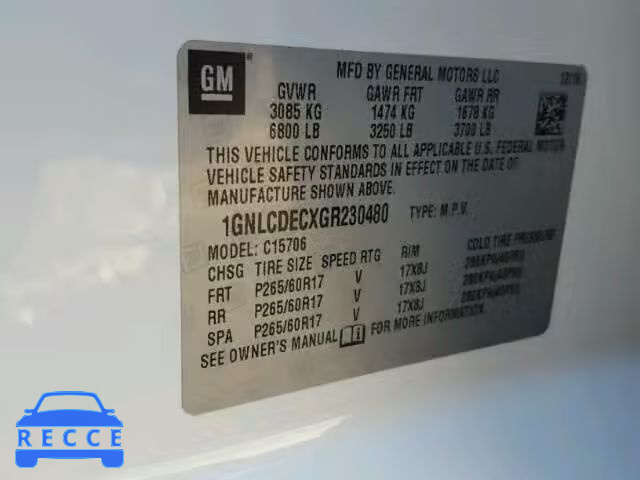 GM ®
MFD BY GENERAL MOTORS LLC
GVWR GAWR FRT GAWR RR
3085 KG 1474 KG 1678 KG
6800 LB 3250 LB 3700 LB
THIS VEHICLE CONFORMS TO ALL APPLICABLE U.S. FEDERAL MOTOR
VEHICLE SAFETY STANDARDS IN EFFECT ON THE DATE OF
MANUFACTURE SHOWN ABOVE.
1GNLCDECXGR230480 TYPE: M.P.V.
MODEL: C15706
CHSG TIRE SIZE SPEED RTG RIM COLD TIRE PRESSURE
FRT P265/60R17 V 17X8J
RR P265/60R17 V 17X8J
SPA P265/60R17 V 17X8J
SEE OWNER'S MANUAL FOR MORE INFORMATION.
RECCE